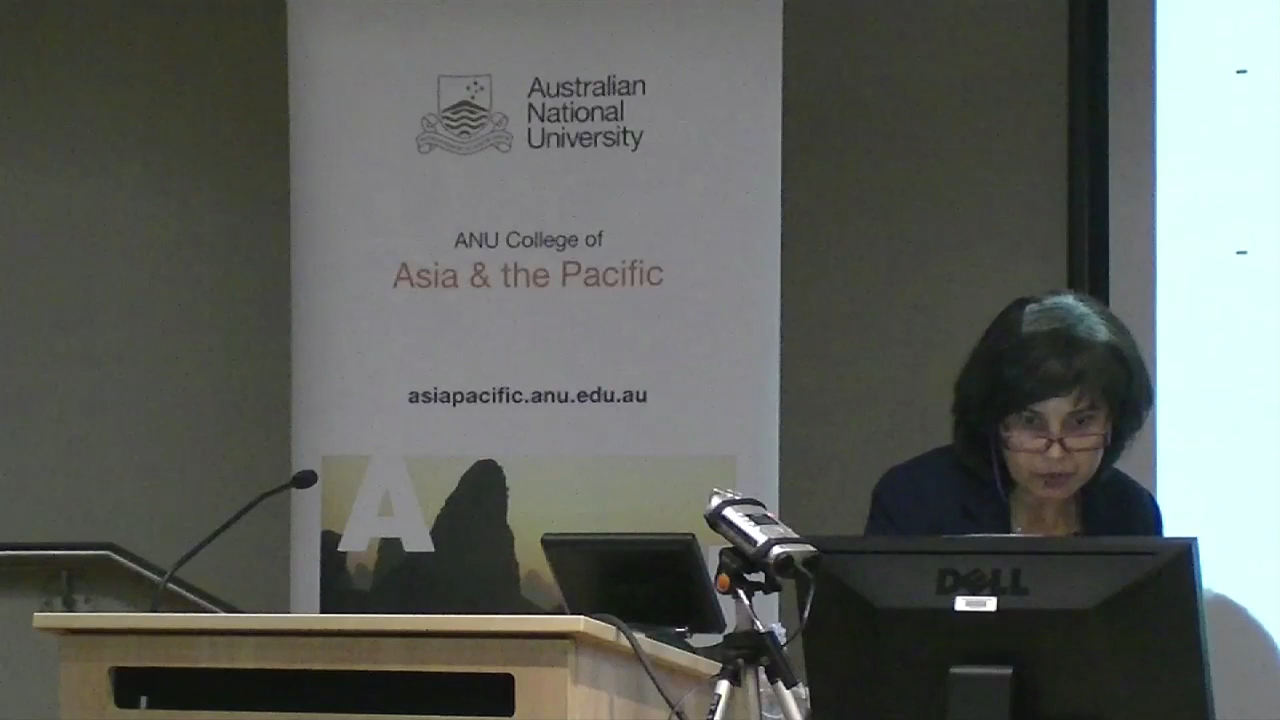 Australian
National
University
ANU College of
Asia & the Pacific
asiapacific.anu.edu.au
A
DELL